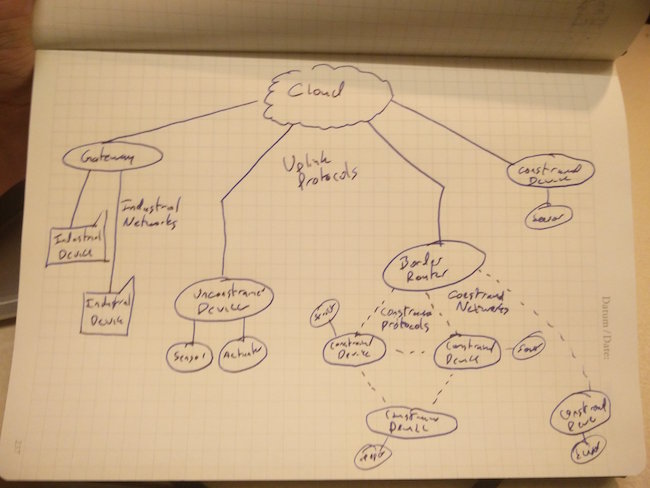 Cloud
Gateway
Uplink
Protocols
Constrained
Device
Sensor
Industrial
Networks
Industrial
Device
Border
Router
Industrial
Device
Unconstrained
Device
Constrained
Networks
Constrained
protocols
Datum / Date:
Sensor
Sensor
Actuator
Constrained
Device
Constrained
Device
Sensor
Constrained
Device
Sensor
Constrained
Device
Sensor